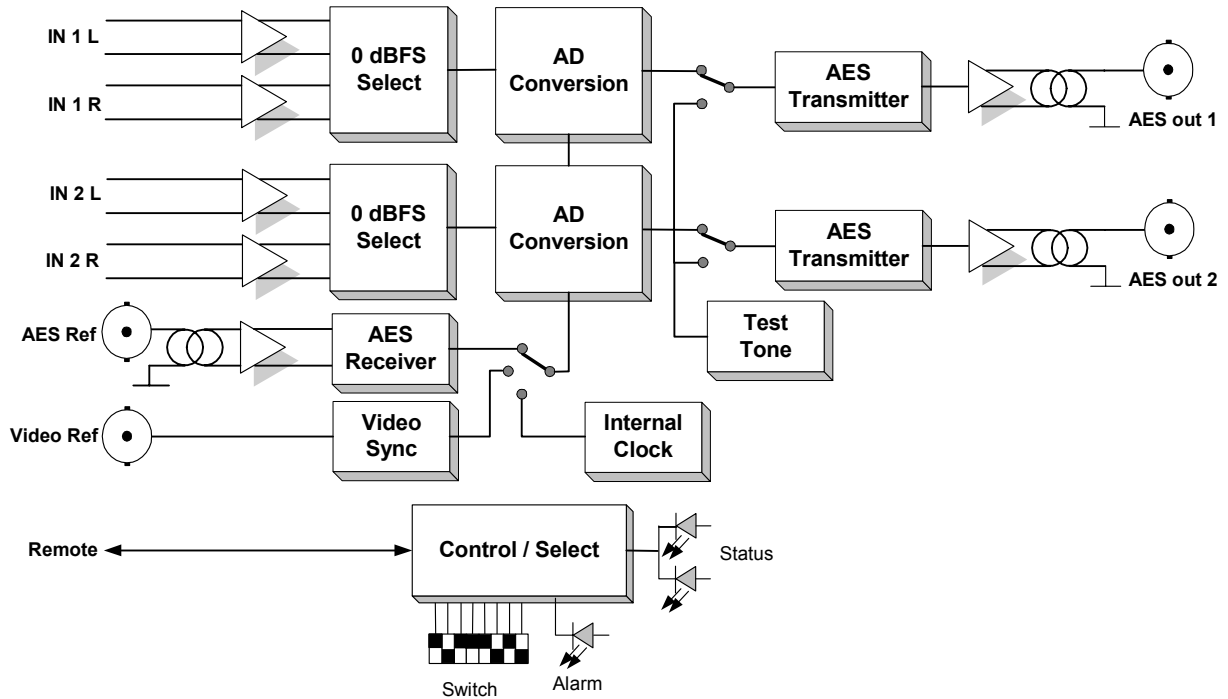 IN 1 L
IN 1 R
0 dBFS
Select
AD
Conversion
AES
Transmitter
AES out 1
IN 2 L
IN 2 R
0 dBFS
Select
AD
Conversion
AES
Transmitter
AES out 2
AES Ref
AES
Receiver
Test
Tone
Video Ref
Video
Sync
Internal
Clock
Remote
Control / Select
Status
Switch
Alarm